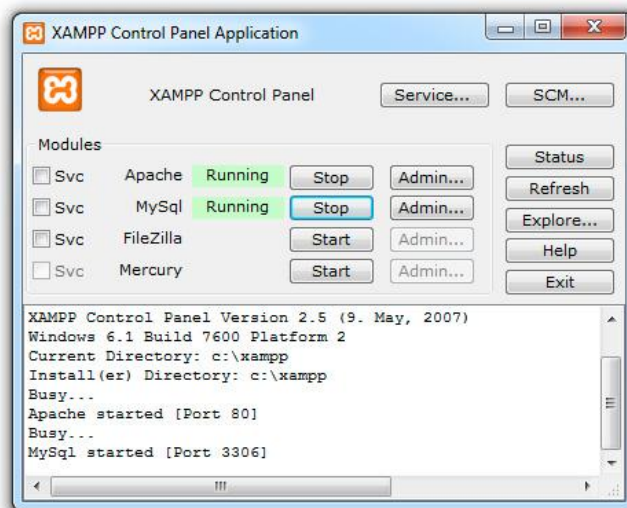 XAMPP Control Panel Application
XAMPP Control Panel Service... SCM...
Modules
Svc Apache Running Stop Admin...
Svc MySql Running Stop Admin...
Svc FileZilla Start Admin...
Svc Mercury Start Admin...
Status
Refresh
Explore...
Help
Exit
XAMPP Control Panel Version 2.5 (9. May, 2007)
Windows 6.1 Build 7600 Platform 2
Current Directory: c:\xampp
Install(er) Directory: c:\xampp
Busy...
Apache started [Port 80]
Busy...
MySql started [Port 3306]